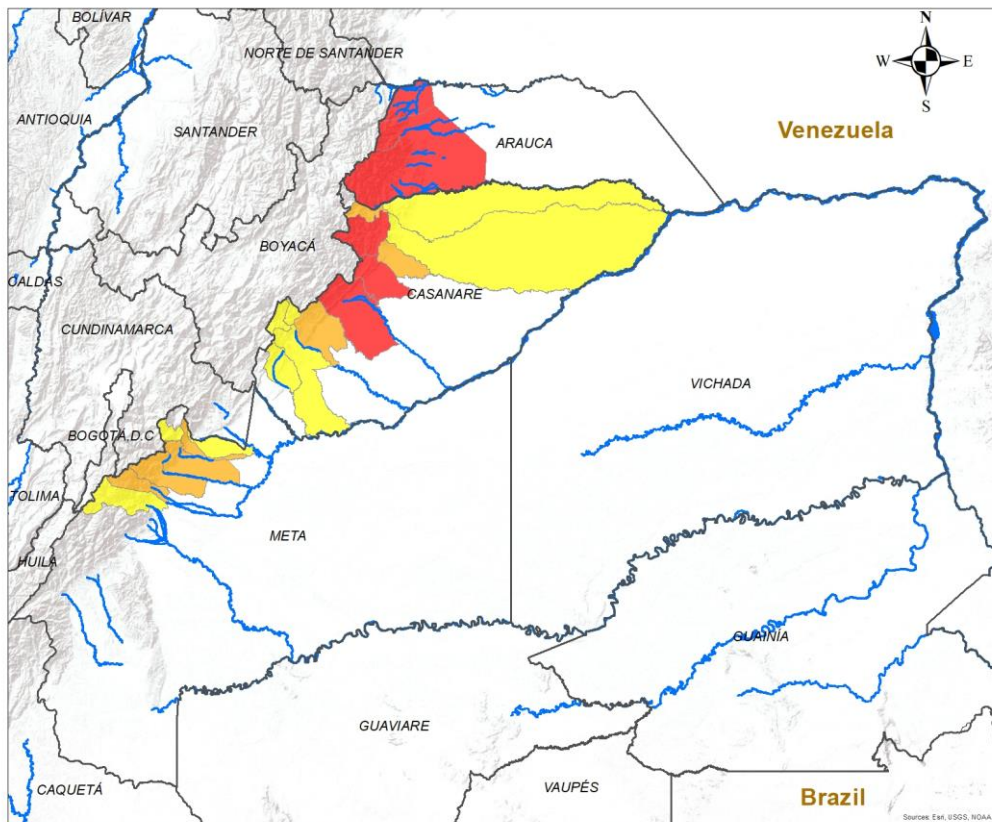 BOLÍVAR
NORTE DE SANTANDER
N
W
E
S
ANTIOQUIA
SANTANDER
ARAUCA
Venezuela
BOYACÁ
CALDAS
CASANARE
CUNDINAMARCA
VICHADA
BOGOTÁ D.C
TOLIMA
META
HUILA
GUAINÍA
GUAVIARE
CAQUETÁ
VAUPÉS
Brazil
Sources: Esri, USGS, NOAA